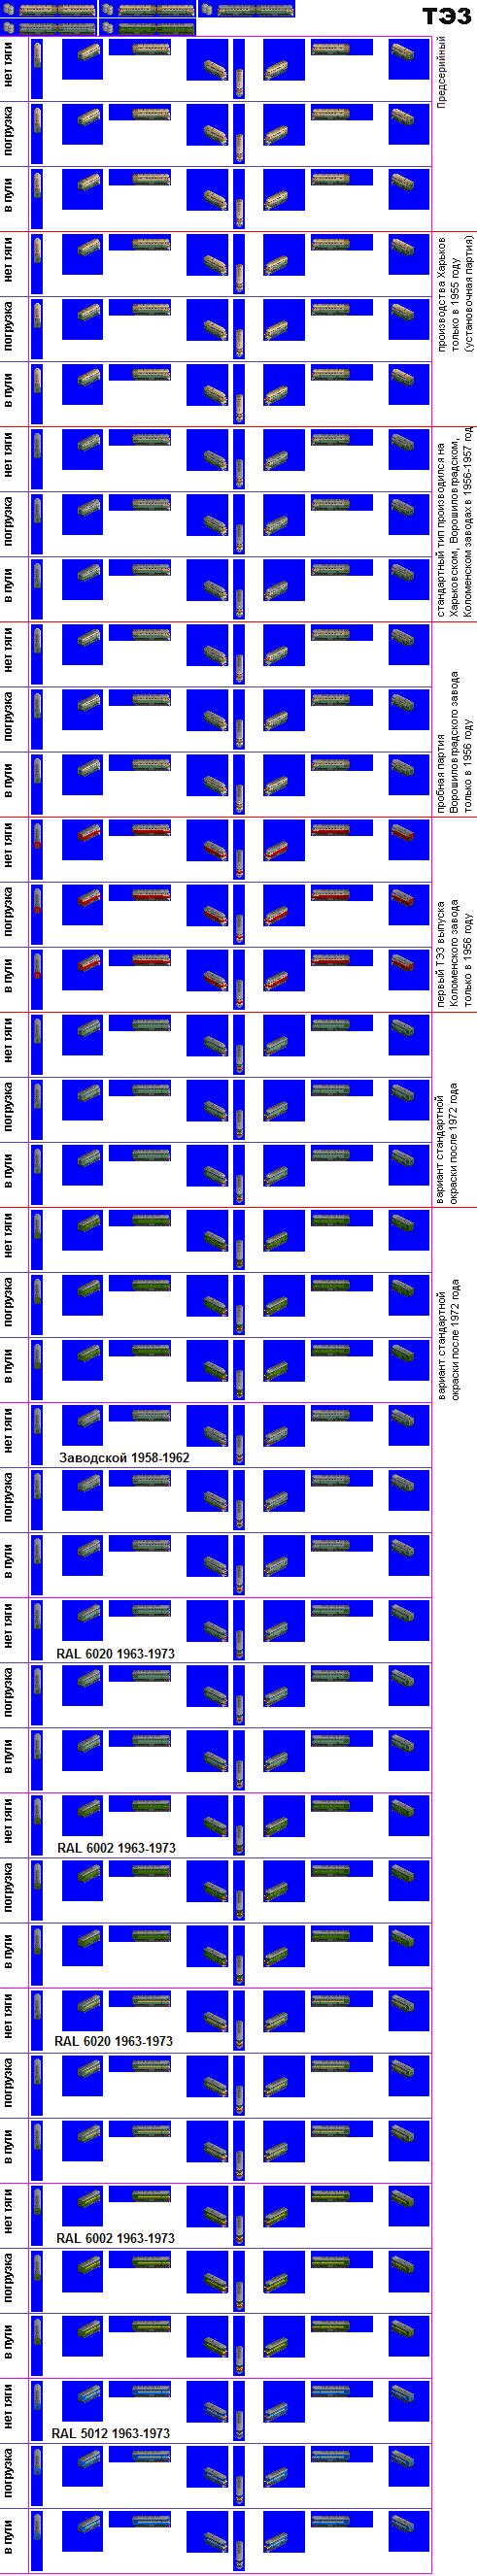 ТЭ3
нет тяги
Предсерийный
погрузка
в пути
нет тяги
производства Харьков
только в 1955 году
(установочная партия)
погрузка
в пути
нет тяги
стандартный тип производился на
Харьковском, Ворошиловградском,
Коломенском заводах в 1956-1957 год
погрузка
в пути
нет тяги
пробная партия
Ворошиловградского завода
только в 1956 году
погрузка
в пути
нет тяги
первый ТЭ3 выпуска
Коломенского завода
только в 1956 году
погрузка
в пути
нет тяги
вариант стандартной
окраски после 1972 года
погрузка
в пути
нет тяги
вариант стандартной
окраски после 1972 года
погрузка
в пути
нет тяги
Заводской 1958-1962
погрузка
в пути
нет тяги
RAL 6020 1963-1973
погрузка
в пути
нет тяги
RAL 6002 1963-1973
погрузка
в пути
нет тяги
RAL 6020 1963-1973
погрузка
в пути
нет тяги
RAL 6002 1963-1973
погрузка
в пути
нет тяги
RAL 5012 1963-1973
погрузка
в пути